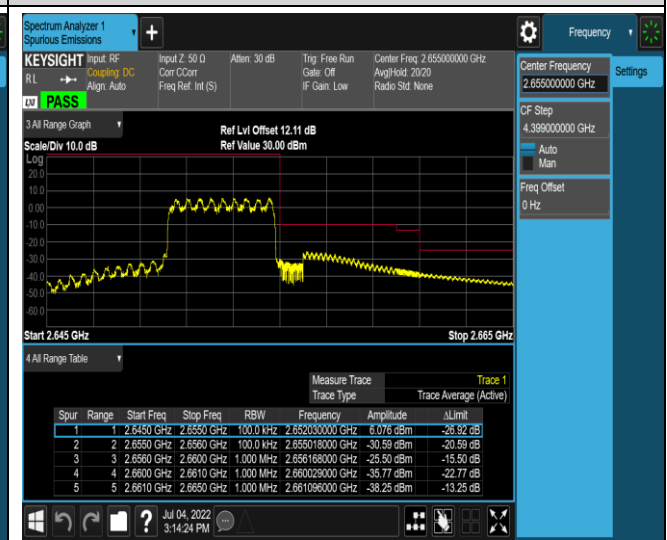 Spectrum Analyzer 1
Spurious Emissions
+
Frequency
KEYSIGHT Input: RF Input Z: 50 Ω Atten: 30 dB Trig: Free Run Center Freq: 2.655000000 GHz
RL Coupling: DC Corr CCorr Gate: Off Avg|Hold: 20/20
Align: Auto Freq Ref: Int (S) IF Gain: Low Radio Std: None
LXI PASS
Center Frequency
2.655000000 GHz
Settings
CF Step
4.399000000 GHz
Auto
Man
Freq Offset
0 Hz
3 All Range Graph
Ref Lvl Offset 12.11 dB
Scale/Div 10.0 dB Ref Value 30.00 dBm
Log
20.0
10.0
0.00
-10.0
-20.0
-30.0
-40.0
-50.0
-60.0
Start 2.645 GHz Stop 2.665 GHz
4 All Range Table
Measure Trace Trace 1
Trace Type Trace Average (Active)
Spur Range Start Freq Stop Freq RBW Frequency Amplitude ΔLimit
1 1 2.6450 GHz 2.6550 GHz 100.0 kHz 2.652030000 GHz 6.076 dBm -26.92 dB
2 2 2.6550 GHz 2.6560 GHz 100.0 kHz 2.655018000 GHz -30.59 dBm -20.59 dB
3 3 2.6560 GHz 2.6600 GHz 1.000 MHz 2.656168000 GHz -25.50 dBm -15.50 dB
4 4 2.6600 GHz 2.6610 GHz 1.000 MHz 2.660029000 GHz -35.77 dBm -22.77 dB
5 5 2.6610 GHz 2.6650 GHz 1.000 MHz 2.661096000 GHz -38.25 dBm -13.25 dB
? Jul 04, 2022
3:14:24 PM